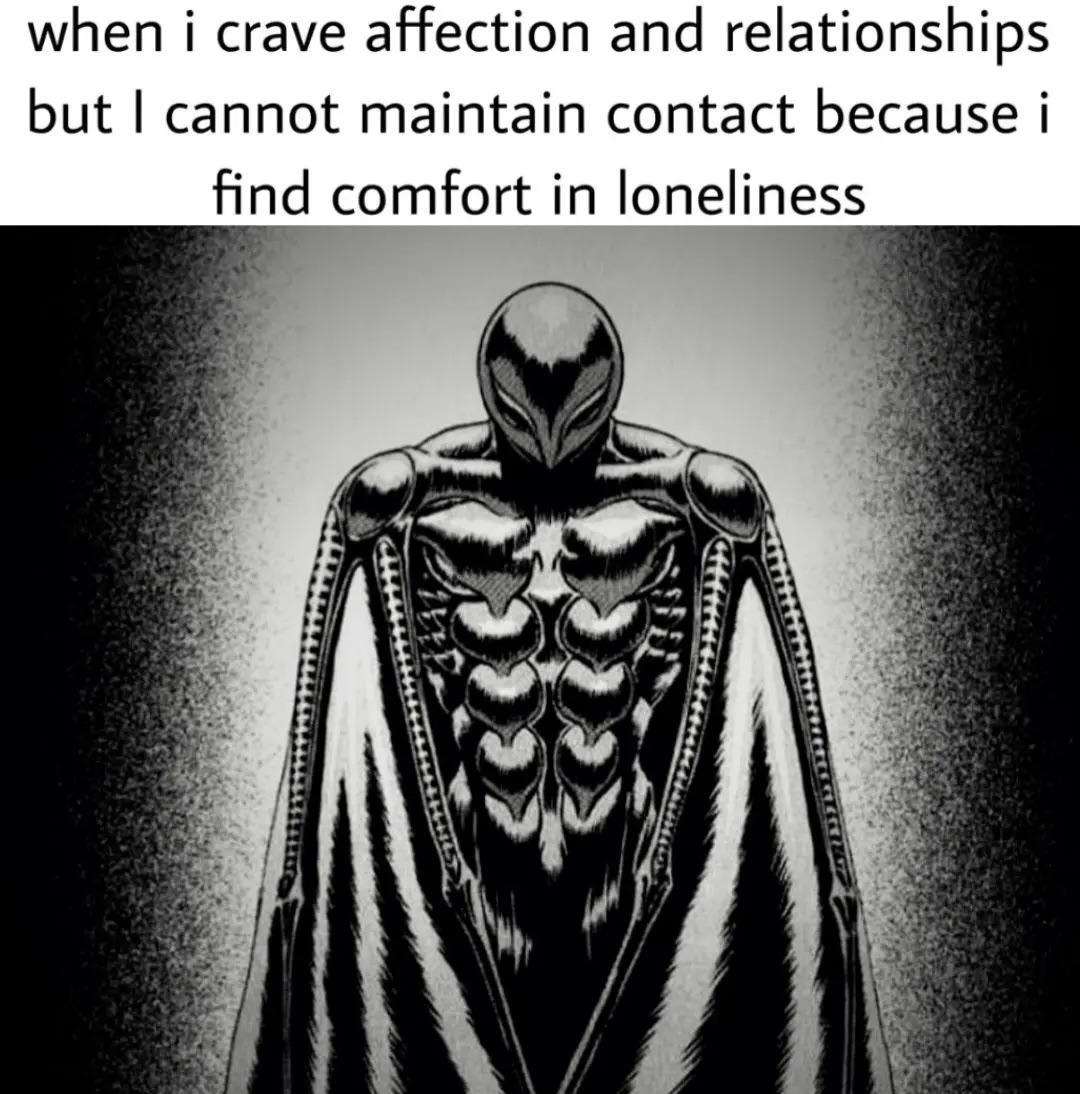 when i crave affection and relationships
but I cannot maintain contact because i
find comfort in loneliness